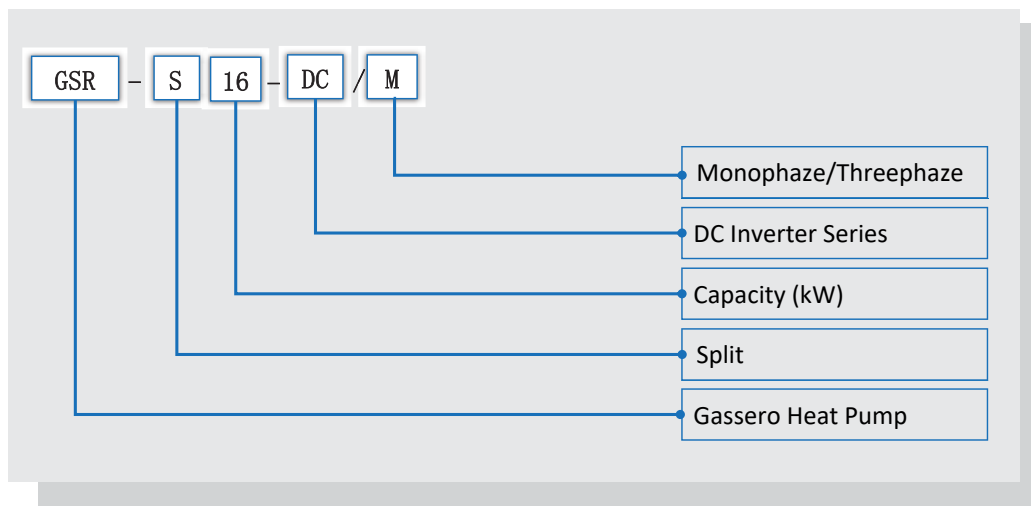 GSR - S 16 - DC / M
Monophaze/Threephaze
DC Inverter Series
Capacity (kW)
Split
Gassero Heat Pump